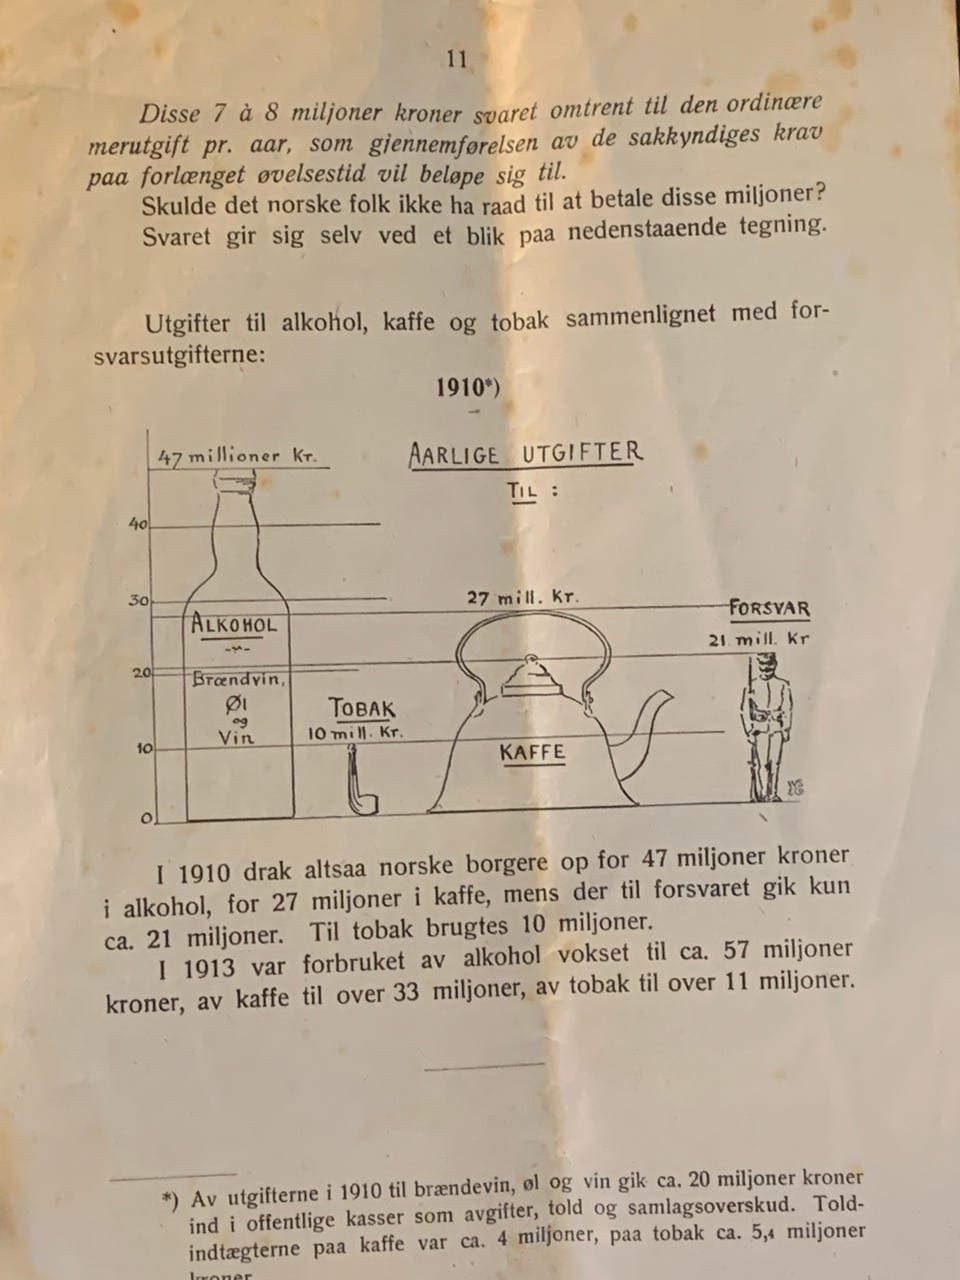 11
Disse 7 à 8 miljoner kroner svaret omtrent til den ordinære
merutgift pr. aar, som gjennemførelsen av de sakkyndiges krav
paa forlænget øvelsestid vil beløpe sig til.
Skulde det norske folk ikke ha raad til at betale disse miljoner?
Svaret gir sig selv ved et blik paa nedenstaaende tegning.
Utgifter til alkohol, kaffe og tobak sammenlignet med for-
svarsutgifterne:
1910*)
47 millioner Kr.
AARLIGE UTGIFTER
TIL :
40
30
27 mill. Kr.
FORSVAR
21 mill. Kr
ALKOHOL
20
Brændvin,
Øl
og
Vin
TOBAK
10 mill. Kr.
10
KAFFE
0
I 1910 drak altsaa norske borgere op for 47 miljoner kroner
i alkohol, for 27 miljoner i kaffe, mens der til forsvaret gik kun
ca. 21 miljoner. Til tobak brugtes 10 miljoner.
I 1913 var forbruket av alkohol vokset til ca. 57 miljoner
kroner, av kaffe til over 33 miljoner, av tobak til over 11 miljoner.
*) Av utgifterne i 1910 til brændevin, øl og vin gik ca. 20 miljoner kroner
ind i offentlige kasser som avgifter, told og samlagsoverskud. Told-
indtægterne paa kaffe var ca. 4 miljoner, paa tobak ca. 5,4 miljoner
kroner